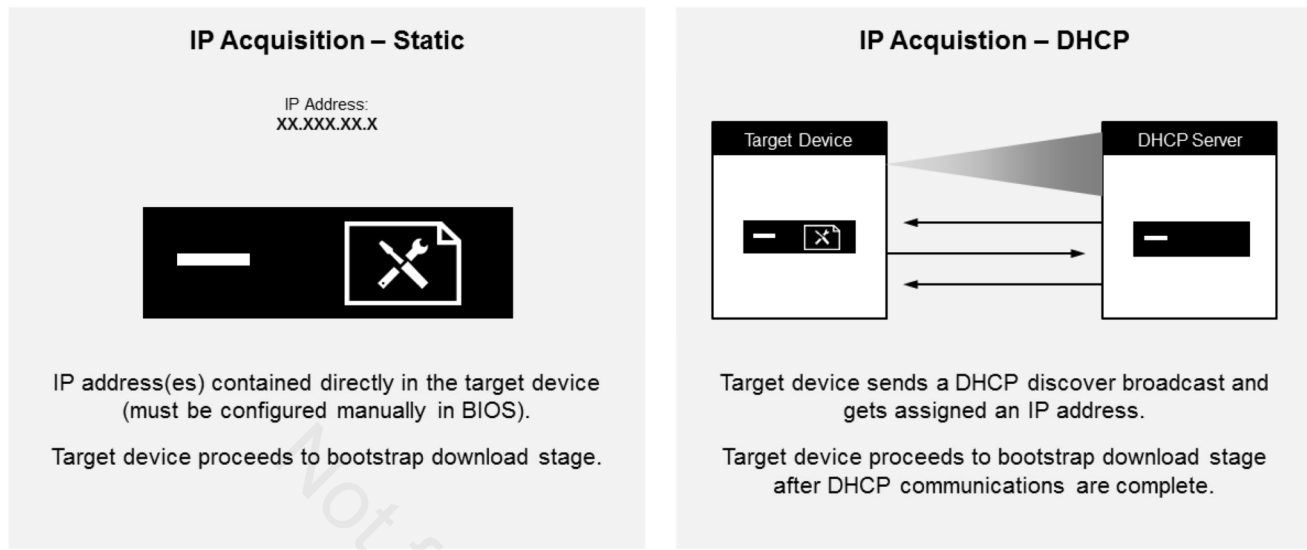 IP Acquisition – Static
IP Address:
XX.XXX.XX.X
IP address(es) contained directly in the target device
(must be configured manually in BIOS).
Target device proceeds to bootstrap download stage.
Not f
IP Acquistion – DHCP
Target Device
DHCP Server
Target device sends a DHCP discover broadcast and
gets assigned an IP address.
Target device proceeds to bootstrap download stage
after DHCP communications are complete.